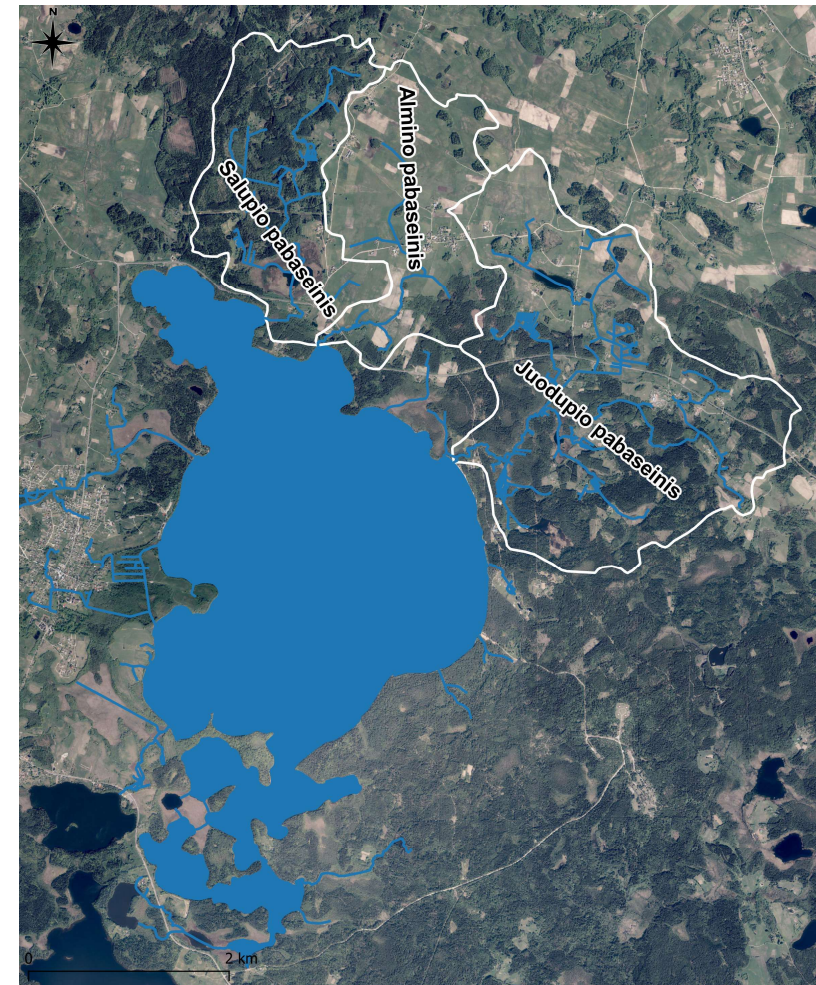 N
Almino pabaseinis
Salupio pabaseinis
Juodupio pabaseinis
0 2 km